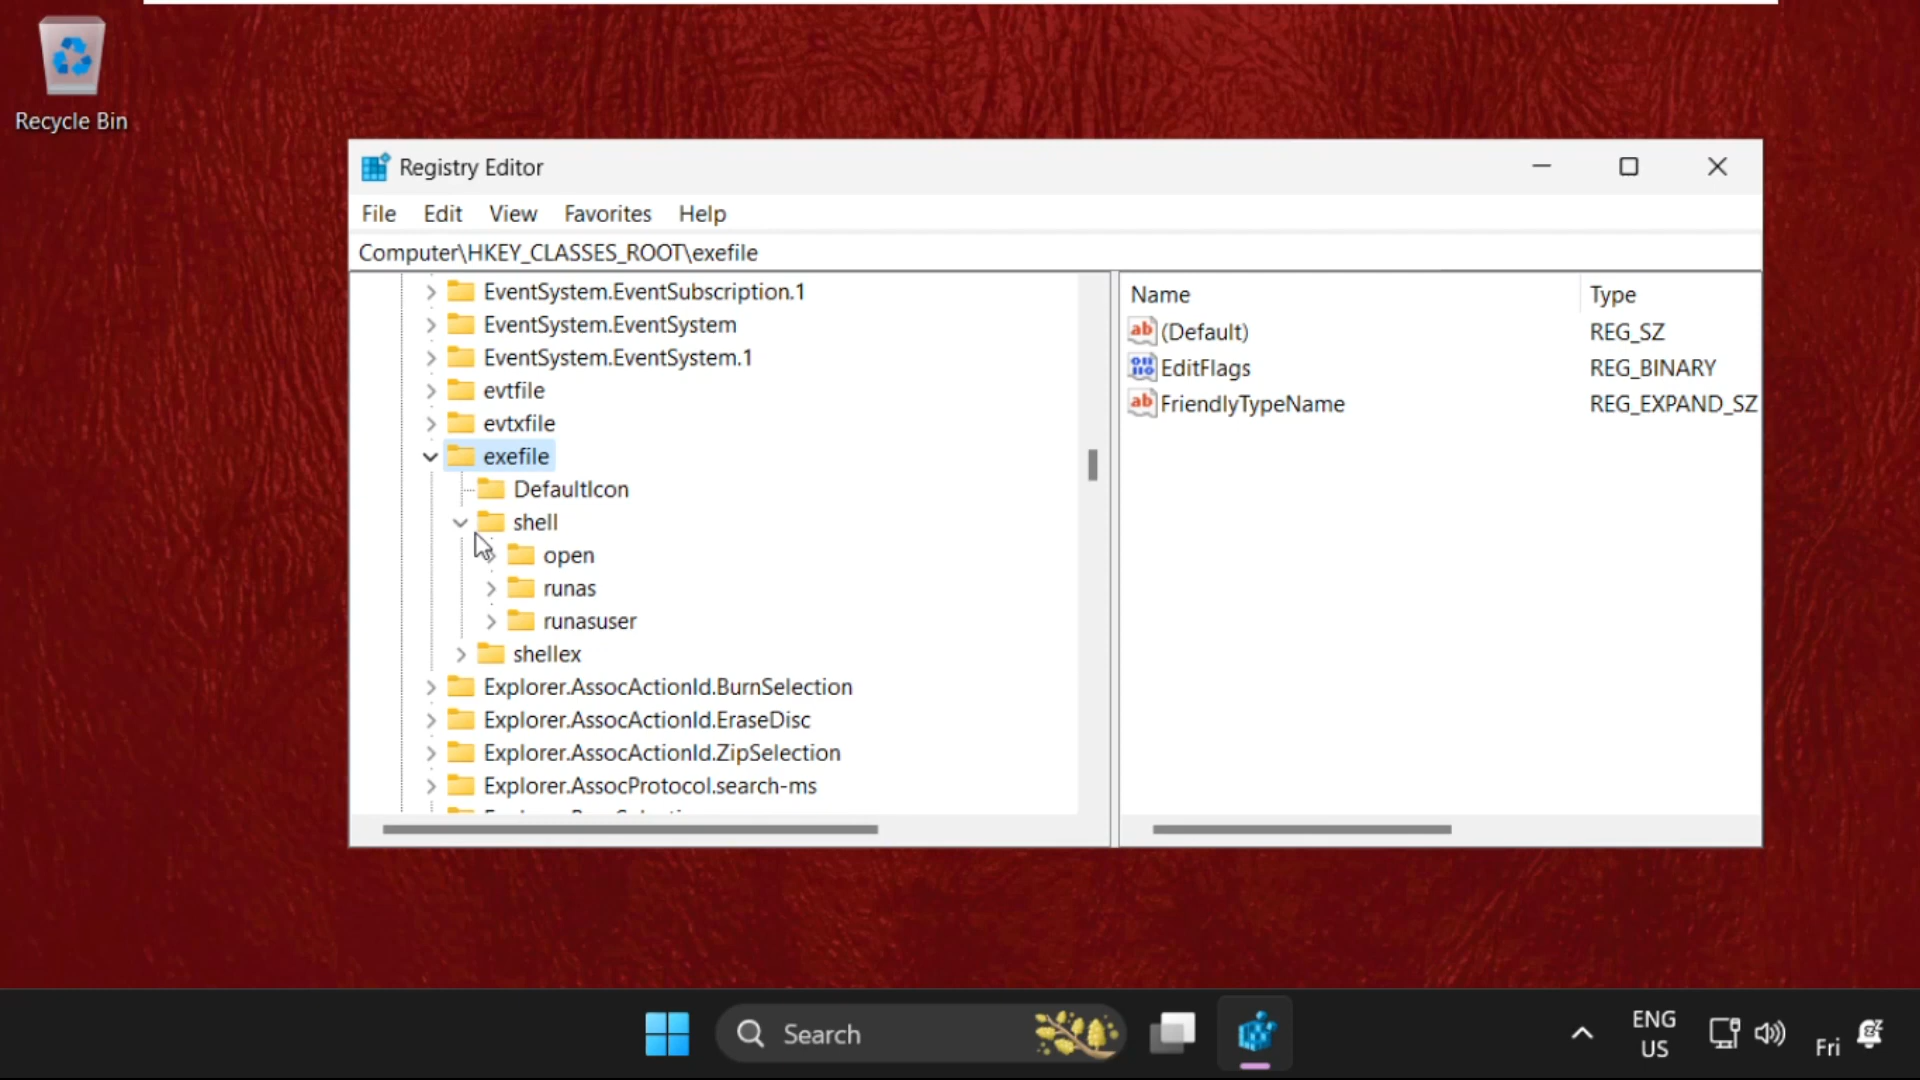 Recycle Bin
Registry Editor
File Edit View Favorites Help
Computer\HKEY_CLASSES_ROOT\exefile
EventSystem.EventSubscription.1
EventSystem.EventSystem
EventSystem.EventSystem.1
evtfile
evtxfile
exefile
DefaultIcon
shell
open
runas
runasuser
shellex
Explorer.AssocActionId.BurnSelection
Explorer.AssocActionId.EraseDisc
Explorer.AssocActionId.ZipSelection
Explorer.AssocProtocol.search-ms
Name Type
(Default) REG_SZ
EditFlags REG_BINARY
FriendlyTypeName REG_EXPAND_SZ
Search
ENG
US
Fri